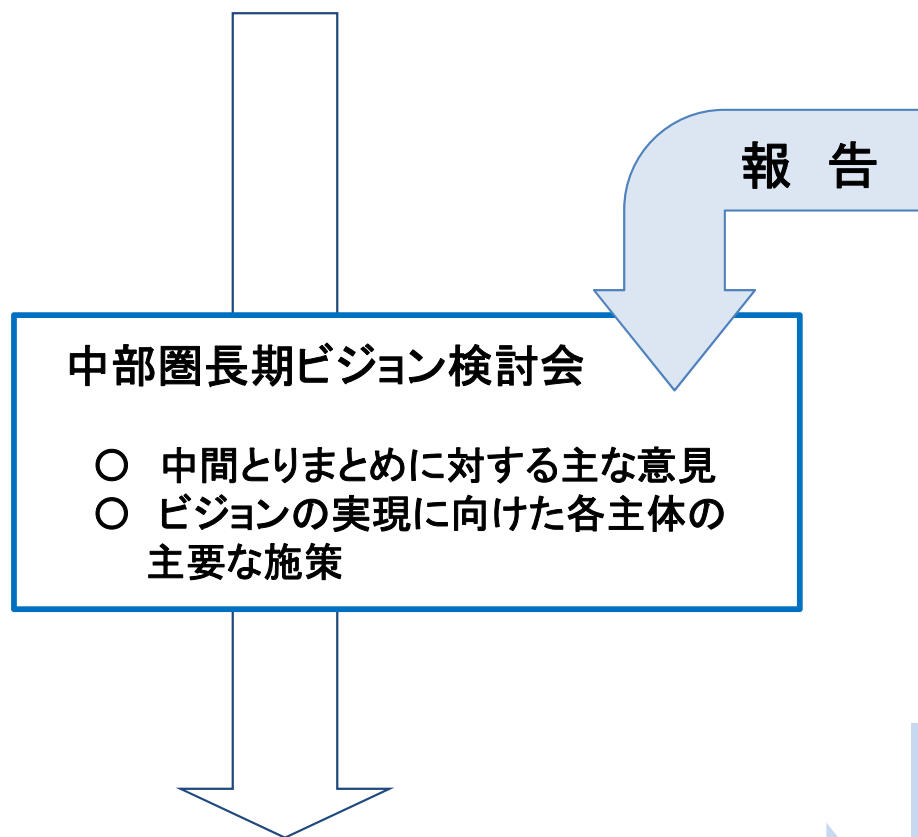 報　告
中部圏長期ビジョン検討会
○　中間とりまとめに対する主な意見
○　ビジョンの実現に向けた各主体の
主要な施策